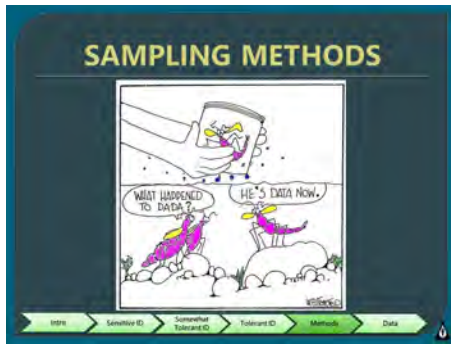 SAMPLING METHODS
WHAT HAPPENED
TO DADA?
HE'S DATA NOW.
Intro
Sensitive ID
Somewhat
Tolerant ID
Tolerant ID
Methods
Data